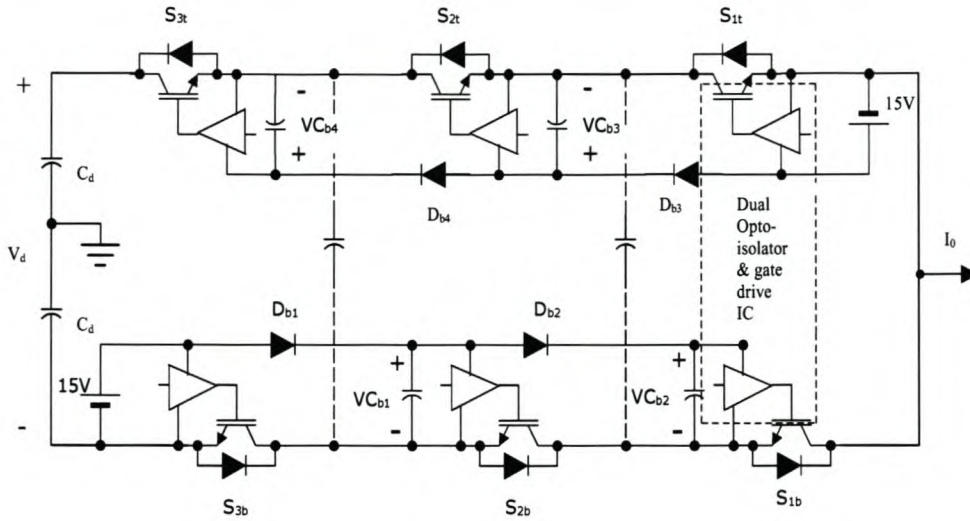 S3t
S2t
S1t
+
-
-
15V
VCb4
VCb3
+
+
Cd
Db4
Db3
Dual
Opto-
isolator
& gate
drive
IC
Vd
I0
Cd
Db1
Db2
+
+
15V
VCb1
VCb2
-
-
-
S3b
S2b
S1b